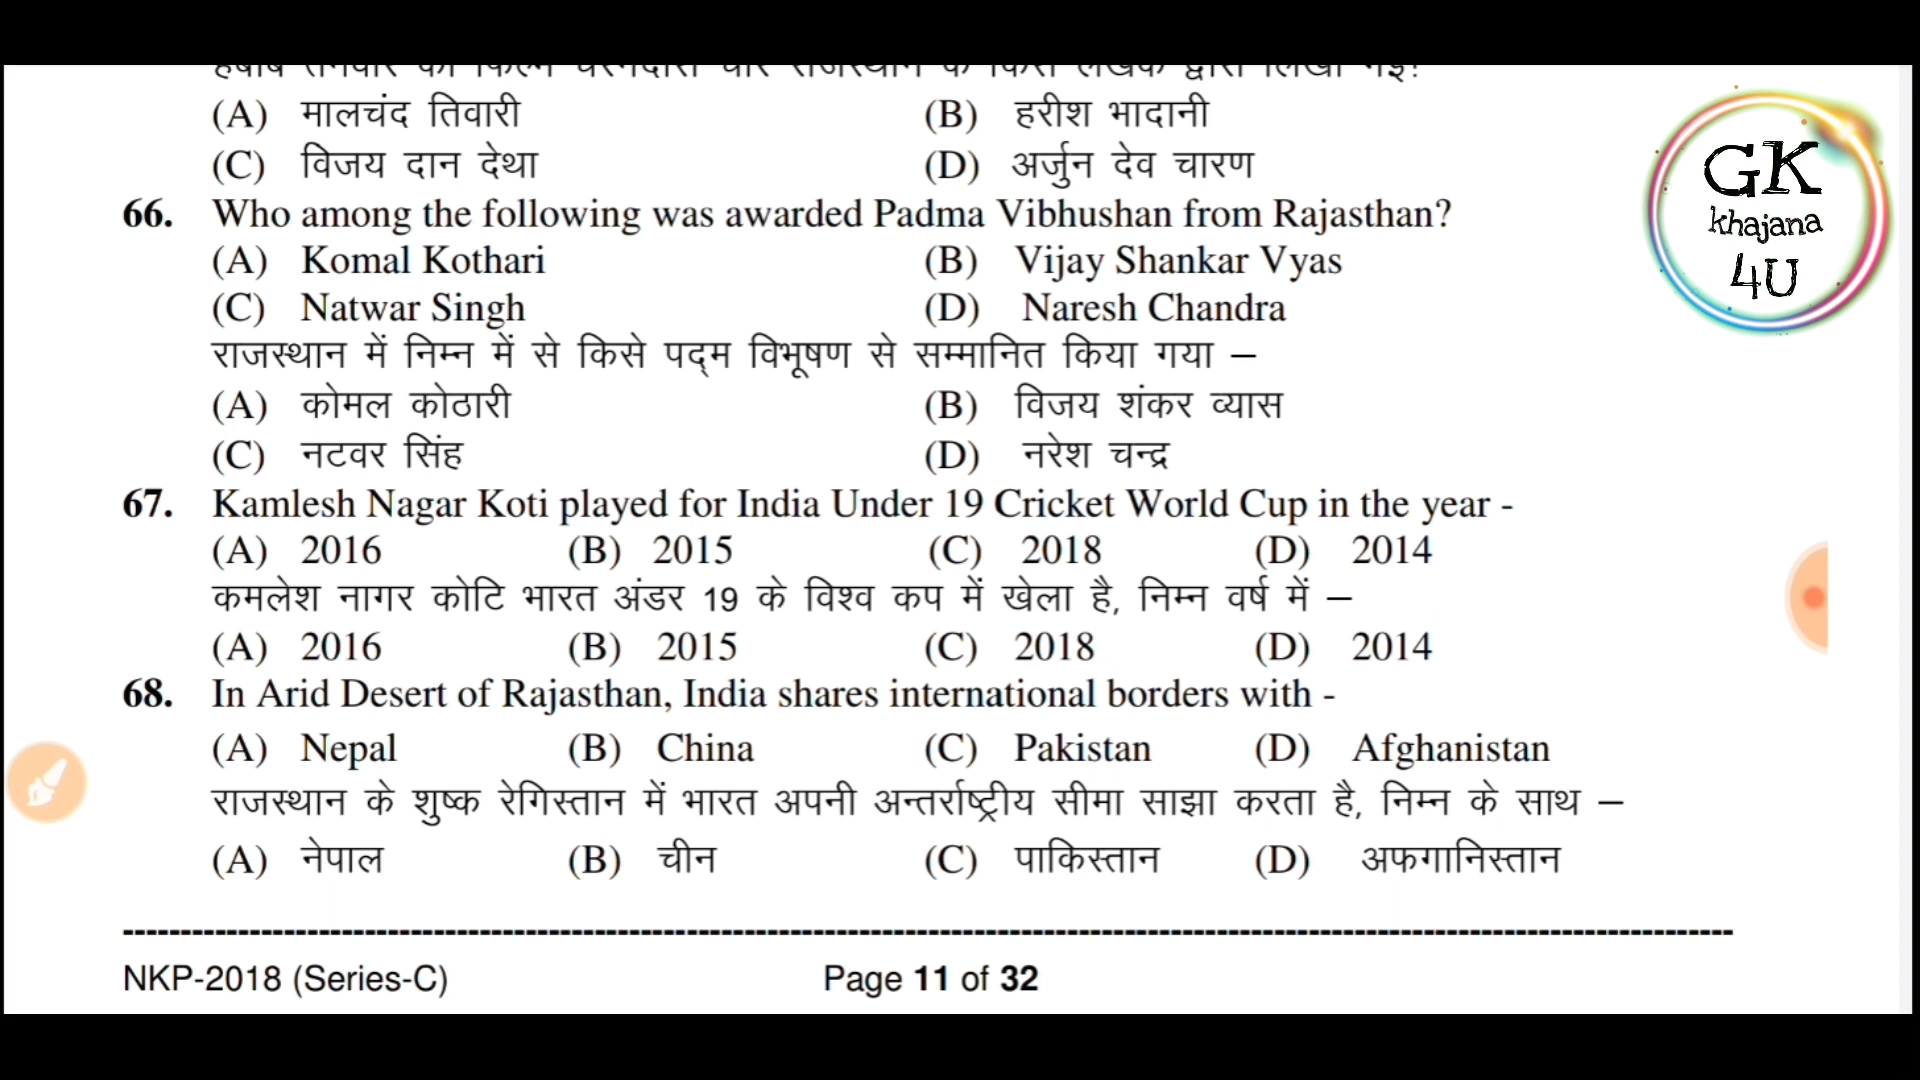 (A) मालचंद तिवारी (B) हरीश भादानी
(C) विजय दान देथा (D) अर्जुन देव चारण
66. Who among the following was awarded Padma Vibhushan from Rajasthan?
(A) Komal Kothari (B) Vijay Shankar Vyas
(C) Natwar Singh (D) Naresh Chandra
राजस्थान में निम्न में से किसे पद्म विभूषण से सम्मानित किया गया –
(A) कोमल कोठारी (B) विजय शंकर व्यास
(C) नटवर सिंह (D) नरेश चन्द्र
67. Kamlesh Nagar Koti played for India Under 19 Cricket World Cup in the year -
(A) 2016 (B) 2015 (C) 2018 (D) 2014
कमलेश नागर कोटि भारत अंडर 19 के विश्व कप में खेला है, निम्न वर्ष में –
(A) 2016 (B) 2015 (C) 2018 (D) 2014
68. In Arid Desert of Rajasthan, India shares international borders with -
(A) Nepal (B) China (C) Pakistan (D) Afghanistan
राजस्थान के शुष्क रेगिस्तान में भारत अपनी अन्तर्राष्ट्रीय सीमा साझा करता है, निम्न के साथ –
(A) नेपाल (B) चीन (C) पाकिस्तान (D) अफगानिस्तान
NKP-2018 (Series-C) Page 11 of 32
GK
khajana
4U